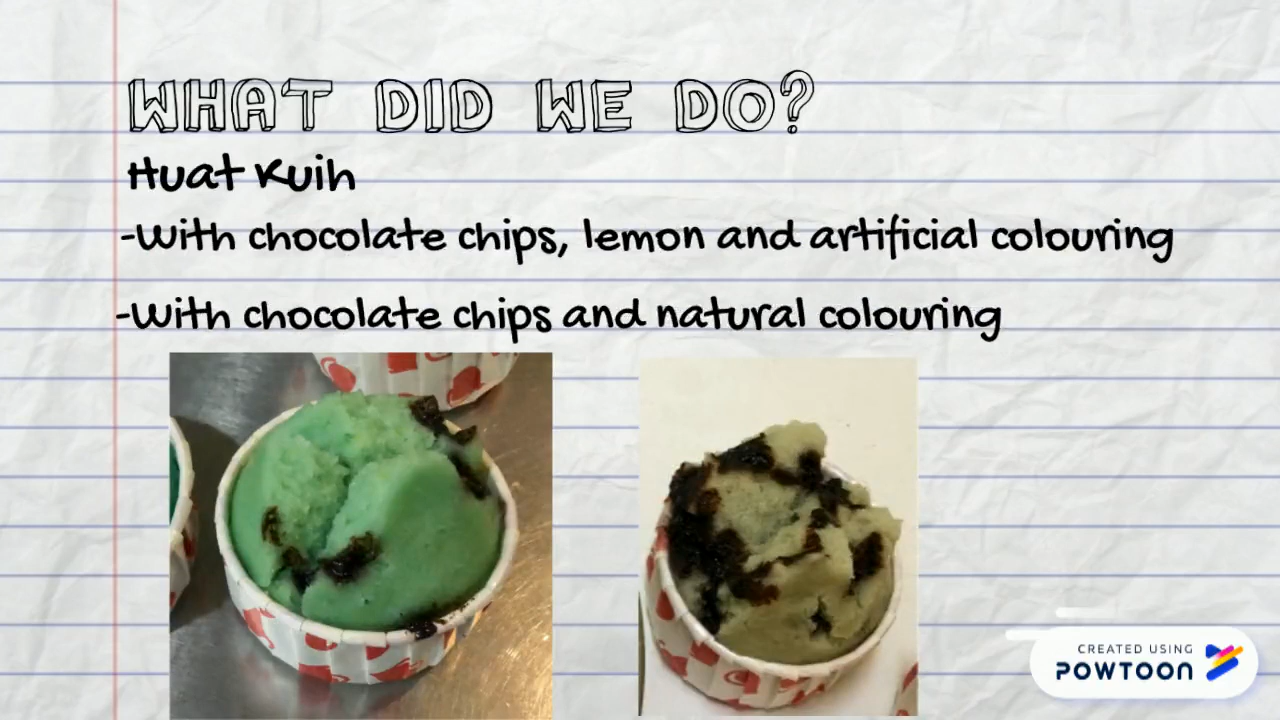 WHAT DID WE DO?
Huat Kuih
-With chocolate chips, lemon and artificial colouring
-With chocolate chips and natural colouring
CREATED USING
POWTOON